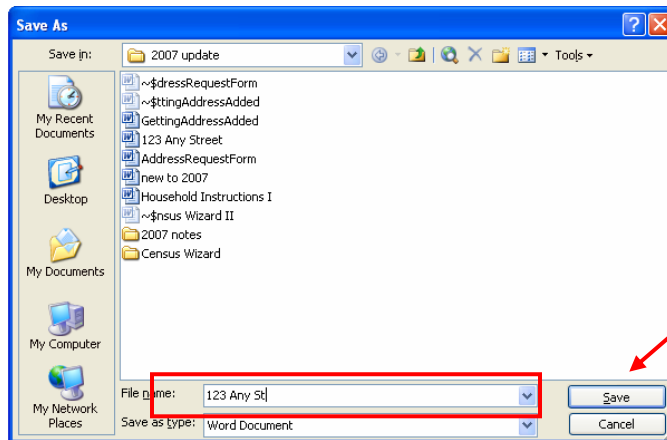 Save As
Save in: 2007 update Tools
~$dressRequestForm
~$ttingAddressAdded
GettingAddressAdded
123 Any Street
AddressRequestForm
new to 2007
Household Instructions I
~$nsus Wizard II
2007 notes
Census Wizard
My Recent
Documents
Desktop
My Documents
My Computer
My Network
Places
File name: 123 Any St Save
Save as type: Word Document Cancel